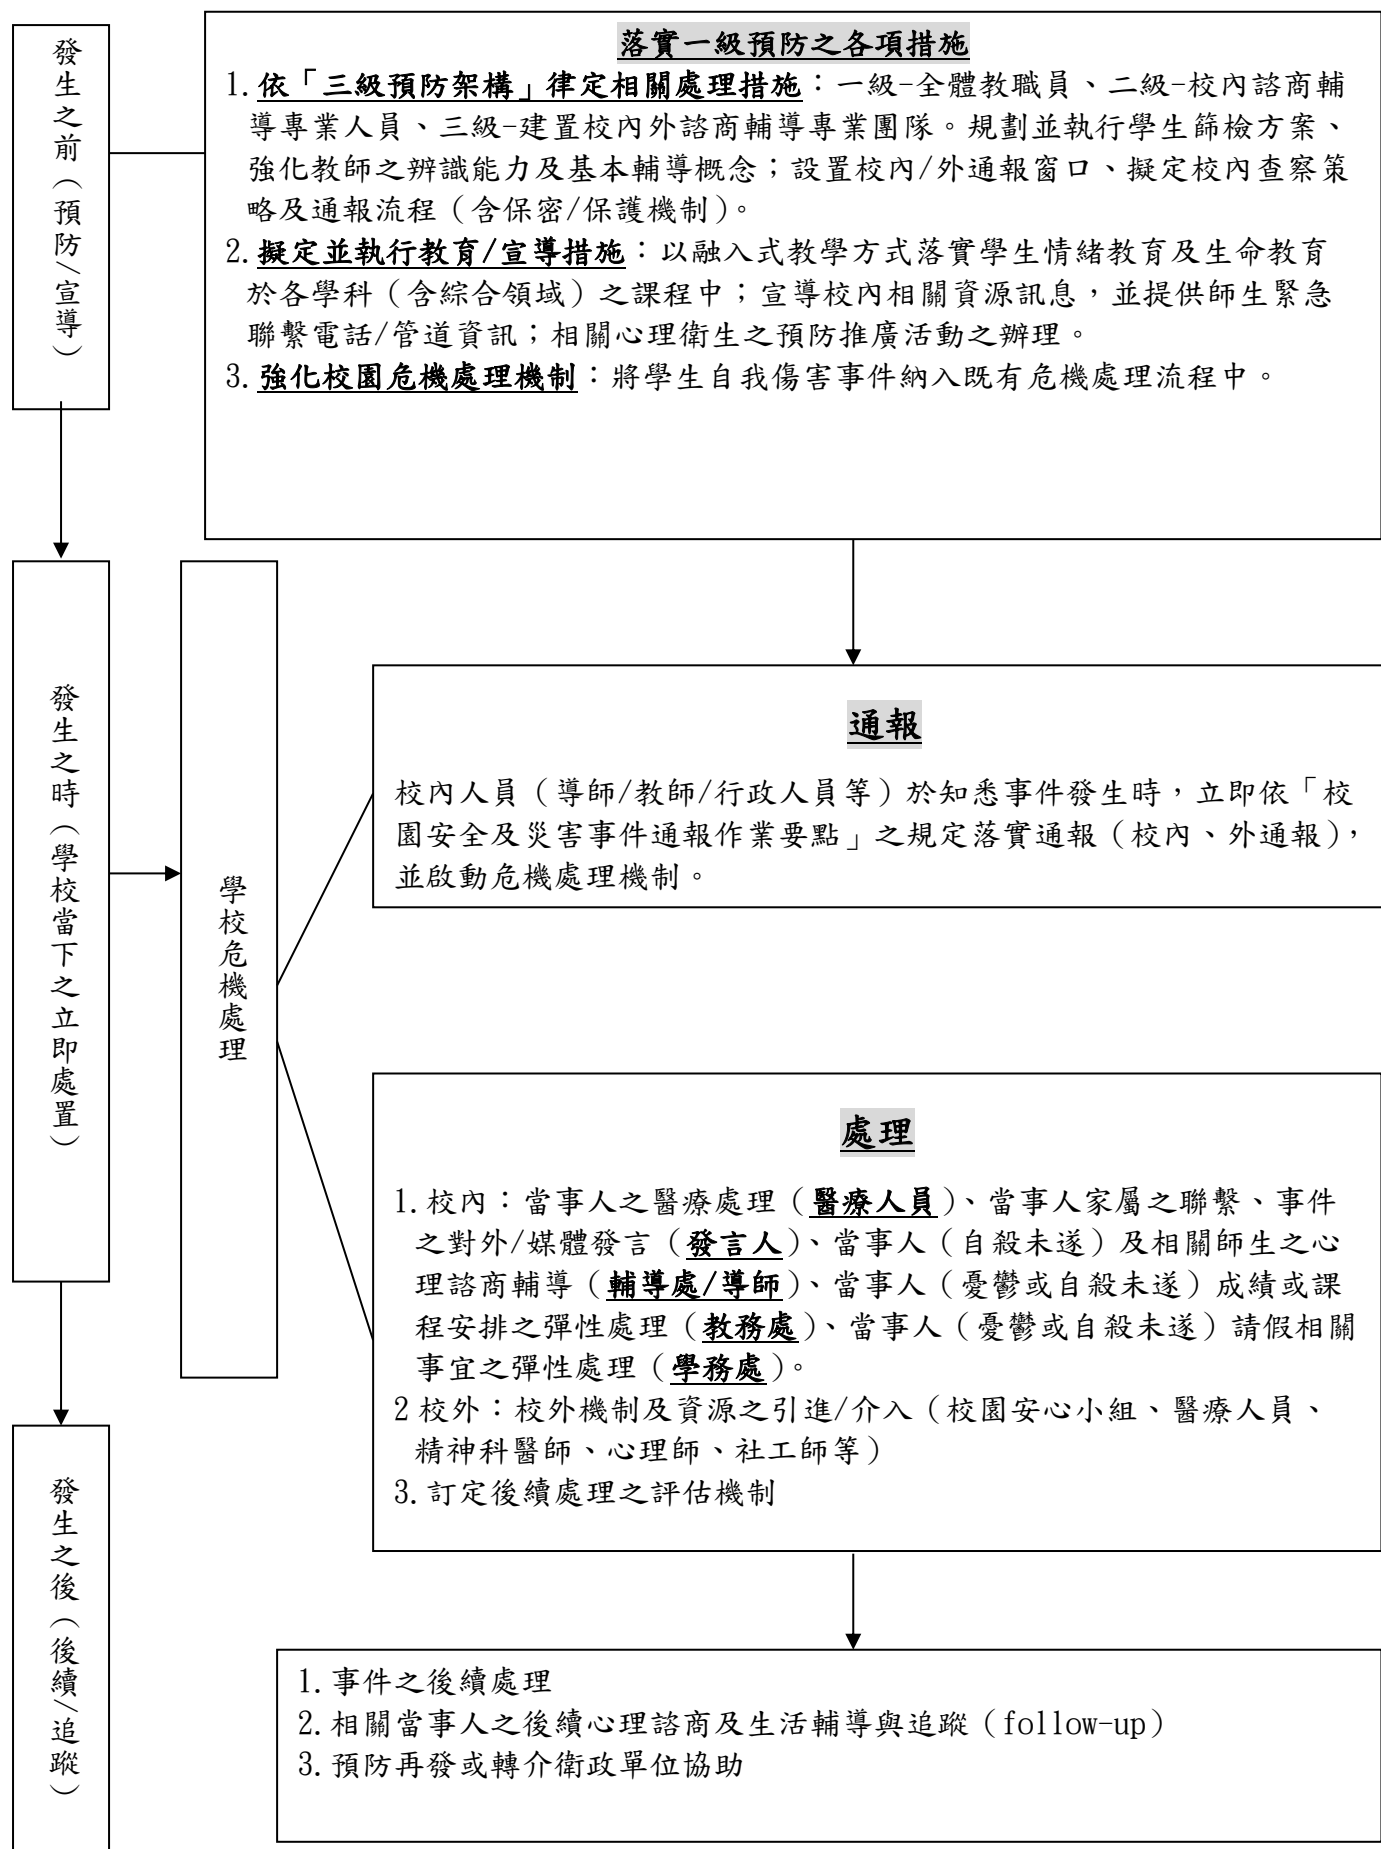 發生之前（預防/宣導）
落實一級預防之各項措施
1.依「三級預防架構」律定相關處理措施：一級-全體教職員、二級-校內諮商輔
導專業人員、三級-建置校內外諮商輔導專業團隊。規劃並執行學生篩檢方案、
強化教師之辨識能力及基本輔導概念；設置校內/外通報窗口、擬定校內查察策
略及通報流程（含保密/保護機制）。
2.擬定並執行教育/宣導措施：以融入式教學方式落實學生情緒教育及生命教育
於各學科（含綜合領域）之課程中；宣導校內相關資源訊息，並提供師生緊急
聯繫電話/管道資訊；相關心理衛生之預防推廣活動之辦理。
3.強化校園危機處理機制：將學生自我傷害事件納入既有危機處理流程中。
發生之時（學校當下之立即處置）
學校危機處理
通報
校內人員（導師/教師/行政人員等）於知悉事件發生時，立即依「校
園安全及災害事件通報作業要點」之規定落實通報（校內、外通報），
並啟動危機處理機制。
處理
1.校內：當事人之醫療處理（醫療人員）、當事人家屬之聯繫、事件
之對外/媒體發言（發言人）、當事人（自殺未遂）及相關師生之心
理諮商輔導（輔導處/導師）、當事人（憂鬱或自殺未遂）成績或課
程安排之彈性處理（教務處）、當事人（憂鬱或自殺未遂）請假相關
事宜之彈性處理（學務處）。
2 校外：校外機制及資源之引進/介入（校園安心小組、醫療人員、
精神科醫師、心理師、社工師等）
3.訂定後續處理之評估機制
發生之後（後續/追蹤）
1.事件之後續處理
2.相關當事人之後續心理諮商及生活輔導與追蹤（follow-up）
3.預防再發或轉介衛政單位協助